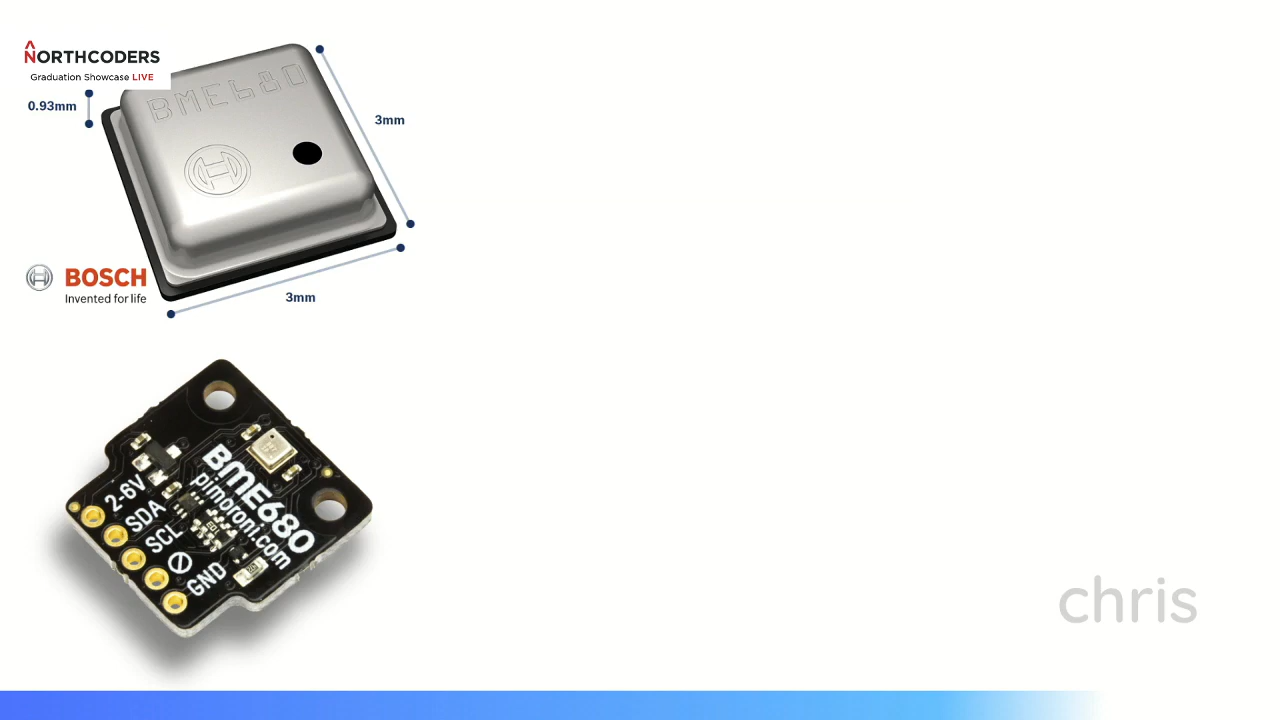 NORTHCODERS
Graduation Showcase LIVE
BME680
0.93mm
3mm
BOSCH
Invented for life
3mm
BME680
pimoroni.com
2-6V
SDA
SCL
GND
chris